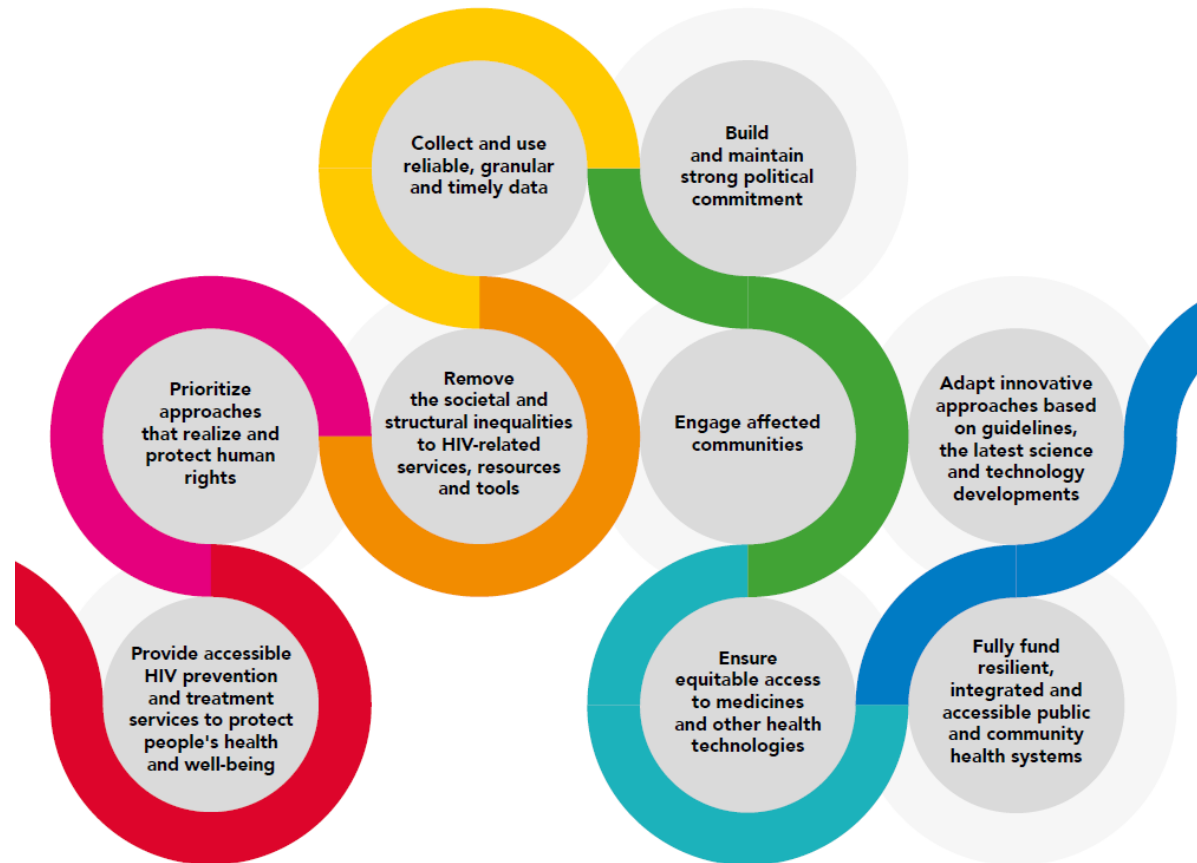 Collect and use
reliable, granular
and timely data
Build
and maintain
strong political
commitment
Prioritize
approaches
that realize and
protect human
rights
Remove
the societal and
structural inequalities
to HIV-related
services, resources
and tools
Engage affected
communities
Adapt innovative
approaches based
on guidelines,
the latest science
and technology
developments
Provide accessible
HIV prevention
and treatment
services to protect
people's health
and well-being
Ensure
equitable access
to medicines
and other health
technologies
Fully fund
resilient,
integrated and
accessible public
and community
health systems